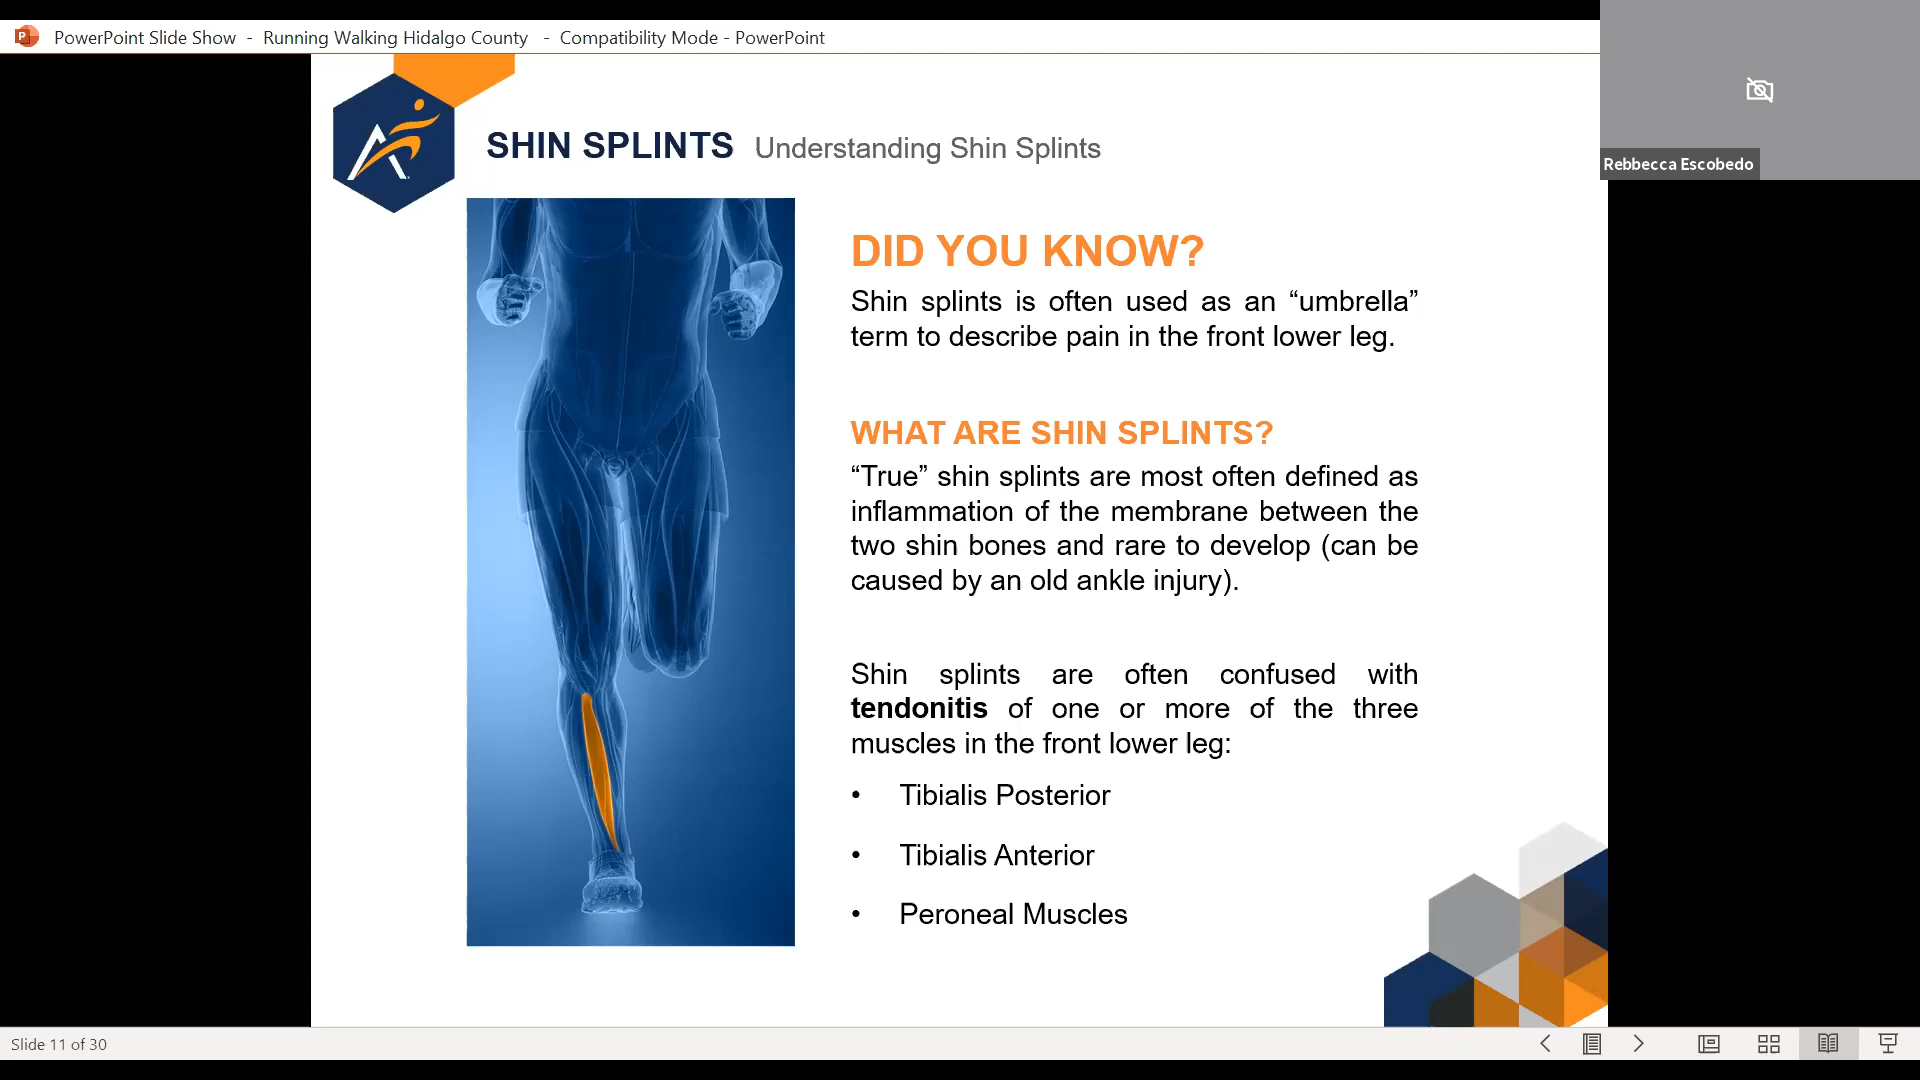 PowerPoint Slide Show - Running Walking Hidalgo County - Compatibility Mode - PowerPoint
Rebbecca Escobedo
SHIN SPLINTS Understanding Shin Splints
DID YOU KNOW?
Shin splints is often used as an “umbrella”
term to describe pain in the front lower leg.
WHAT ARE SHIN SPLINTS?
“True” shin splints are most often defined as
inflammation of the membrane between the
two shin bones and rare to develop (can be
caused by an old ankle injury).
Shin splints are often confused with
tendonitis of one or more of the three
muscles in the front lower leg:
• Tibialis Posterior
• Tibialis Anterior
• Peroneal Muscles
Slide 11 of 30